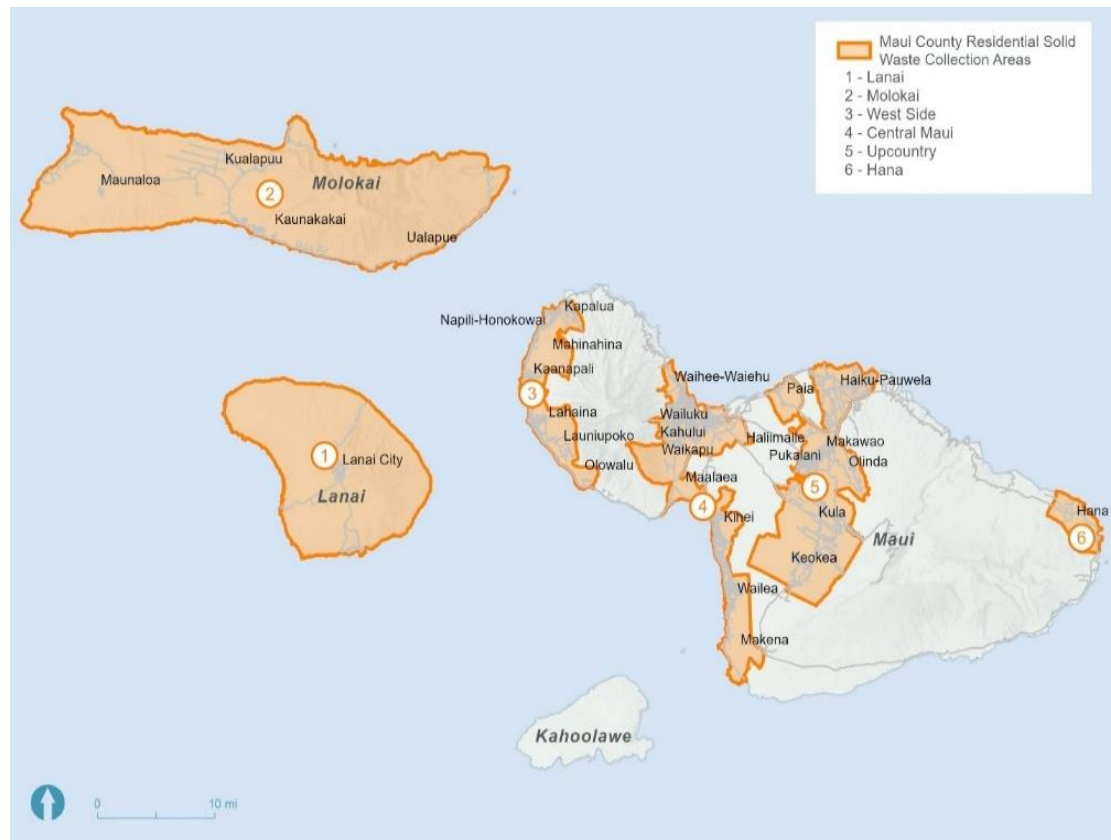 Maui County Residential Solid
Waste Collection Areas
1 - Lanai
2 - Molokai
3 - West Side
4 - Central Maui
5 - Upcountry
6 - Hana
Kualapuu
Maunaloa
Molokai
2
Kaunakakai
Ualapue
Kapalua
Napili-Honokowai
Mahinahina
Kaanapali
3
Lahaina
Launiupoko
Olowalu
Waihee-Waiehu
Wailuku
Kahului
Waikapu
Maalaea
4
Kihei
Wailea
Makena
Paia
Haiku-Pauwela
Haliimaile
Makawao
Pukalani
Olinda
5
Kula
Keokea
Maui
Hana
6
1
Lanai City
Lanai
Kahoolawe
0
10 mi